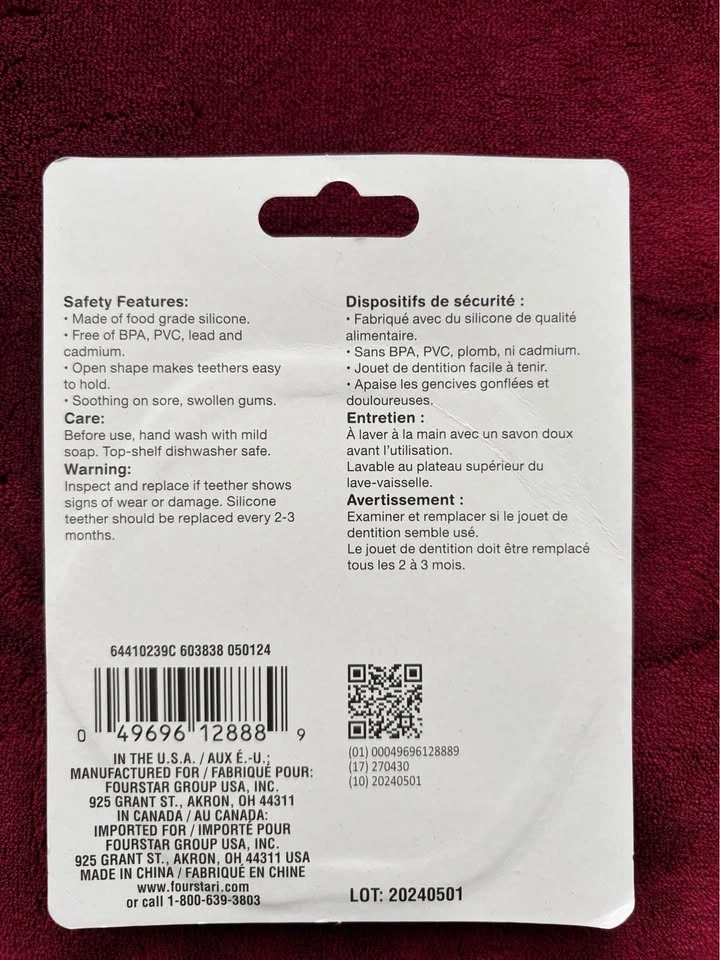 Safety Features:
• Made of food grade silicone.
• Free of BPA, PVC, lead and
cadmium.
• Open shape makes teethers easy
to hold.
• Soothing on sore, swollen gums.
Care:
Before use, hand wash with mild
soap. Top-shelf dishwasher safe.
Warning:
Inspect and replace if teether shows
signs of wear or damage. Silicone
teether should be replaced every 2-3
months.
Dispositifs de sécurité :
• Fabriqué avec du silicone de qualité
alimentaire.
• Sans BPA, PVC, plomb, ni cadmium.
• Jouet de dentition facile à tenir.
• Apaise les gencives gonflées et
douloureuses.
Entretien :
À laver à la main avec un savon doux
avant l'utilisation.
Lavable au plateau supérieur du
lave-vaisselle.
Avertissement :
Examiner et remplacer si le jouet de
dentition semble usé.
Le jouet de dentition doit être remplacé
tous les 2 à 3 mois.
64410239C 603838 050124
0 49696 12888 9
IN THE U.S.A. / AUX É.-U.;
MANUFACTURED FOR / FABRIQUÉ POUR:
FOURSTAR GROUP USA, INC.
925 GRANT ST., AKRON, OH 44311
IN CANADA / AU CANADA:
IMPORTED FOR / IMPORTÉ POUR
FOURSTAR GROUP USA, INC.
925 GRANT ST., AKRON, OH 44311 USA
MADE IN CHINA / FABRIQUÉ EN CHINE
www.fourstari.com
or call 1-800-639-3803
(01) 00049696128889
(17) 270430
(10) 20240501
LOT: 20240501